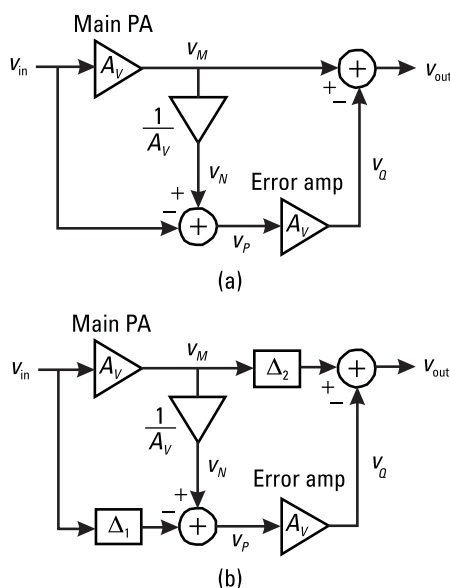 Main PA
v_in A_V v_M + − + v_out
1/A_V
v_N Error amp v_Q
+ − + v_P A_V
(a)
Main PA
v_in A_V v_M Δ_2 + − + v_out
1/A_V
v_N Error amp v_Q
Δ_1 − + + v_P A_V
(b)